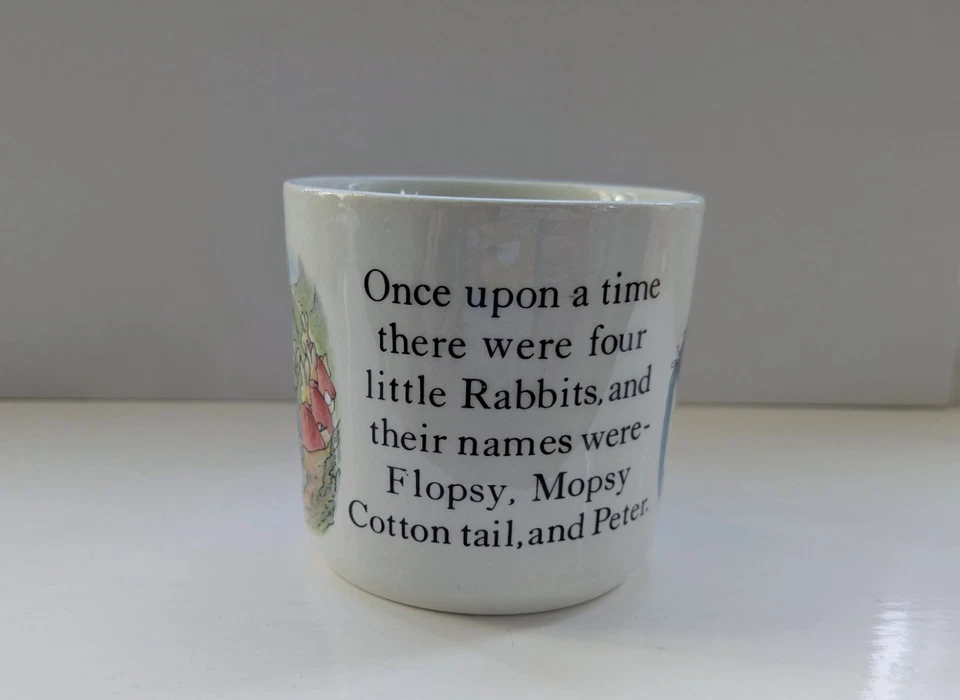 Once upon a time
there were four
little Rabbits, and
their names were-
Flopsy, Mopsy
Cotton tail, and Peter.